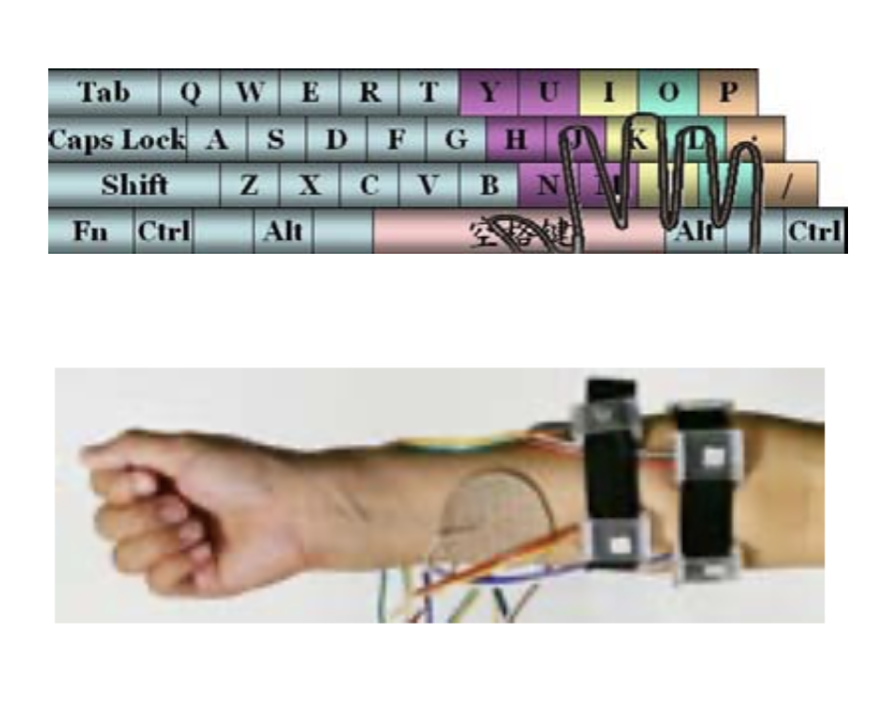 Tab Q W E R T Y U I O P
Caps Lock A S D F G H J K L ;
Shift Z X C V B N M /
Fn Ctrl Alt 空格键 Alt Ctrl